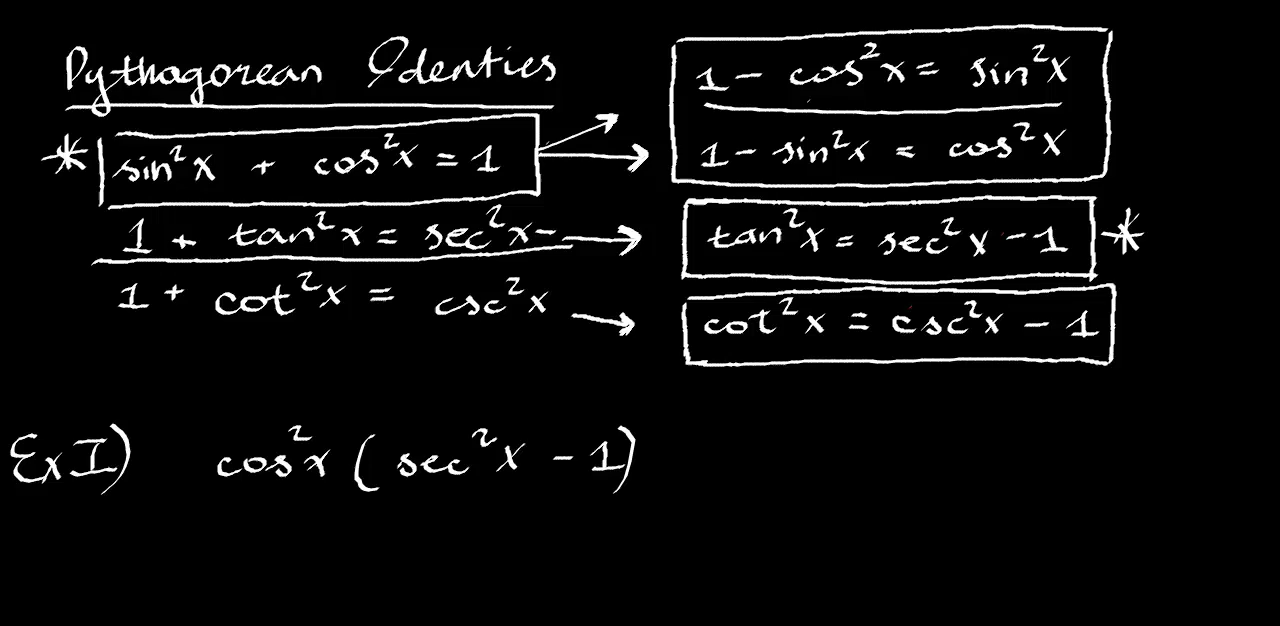 Pythagorean Identies
* sin²x + cos²x = 1
1 + tan²x = sec²x
1 + cot²x = csc²x
1 - cos²x = sin²x
1 - sin²x = cos²x
tan²x = sec²x - 1 *
cot²x = csc²x - 1
Ex I) cos²x ( sec²x - 1)